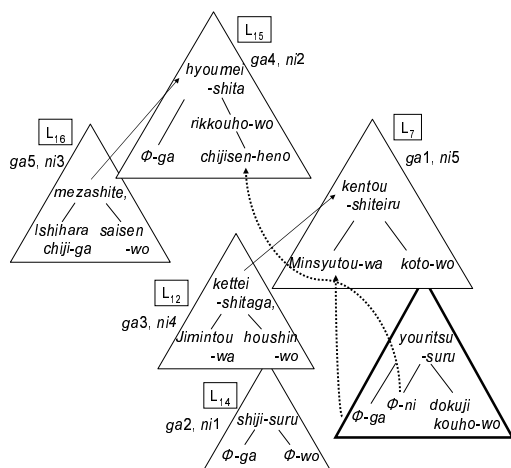 L15
ga4, ni2
hyoumei
-shita
rikkouho-wo
Φ-ga
chijisen-heno
L16
ga5, ni3
mezashite,
Ishihara
chiji-ga
saisen
-wo
L7
ga1, ni5
kentou
-shiteiru
Minsyutou-wa
koto-wo
L12
ga3, ni4
kettei
-shitaga,
Jimintou
-wa
houshin
-wo
L14
ga2, ni1
shiji-suru
Φ-ga
Φ-wo
youritsu
-suru
Φ-ga
Φ-ni
dokuji
kouho-wo